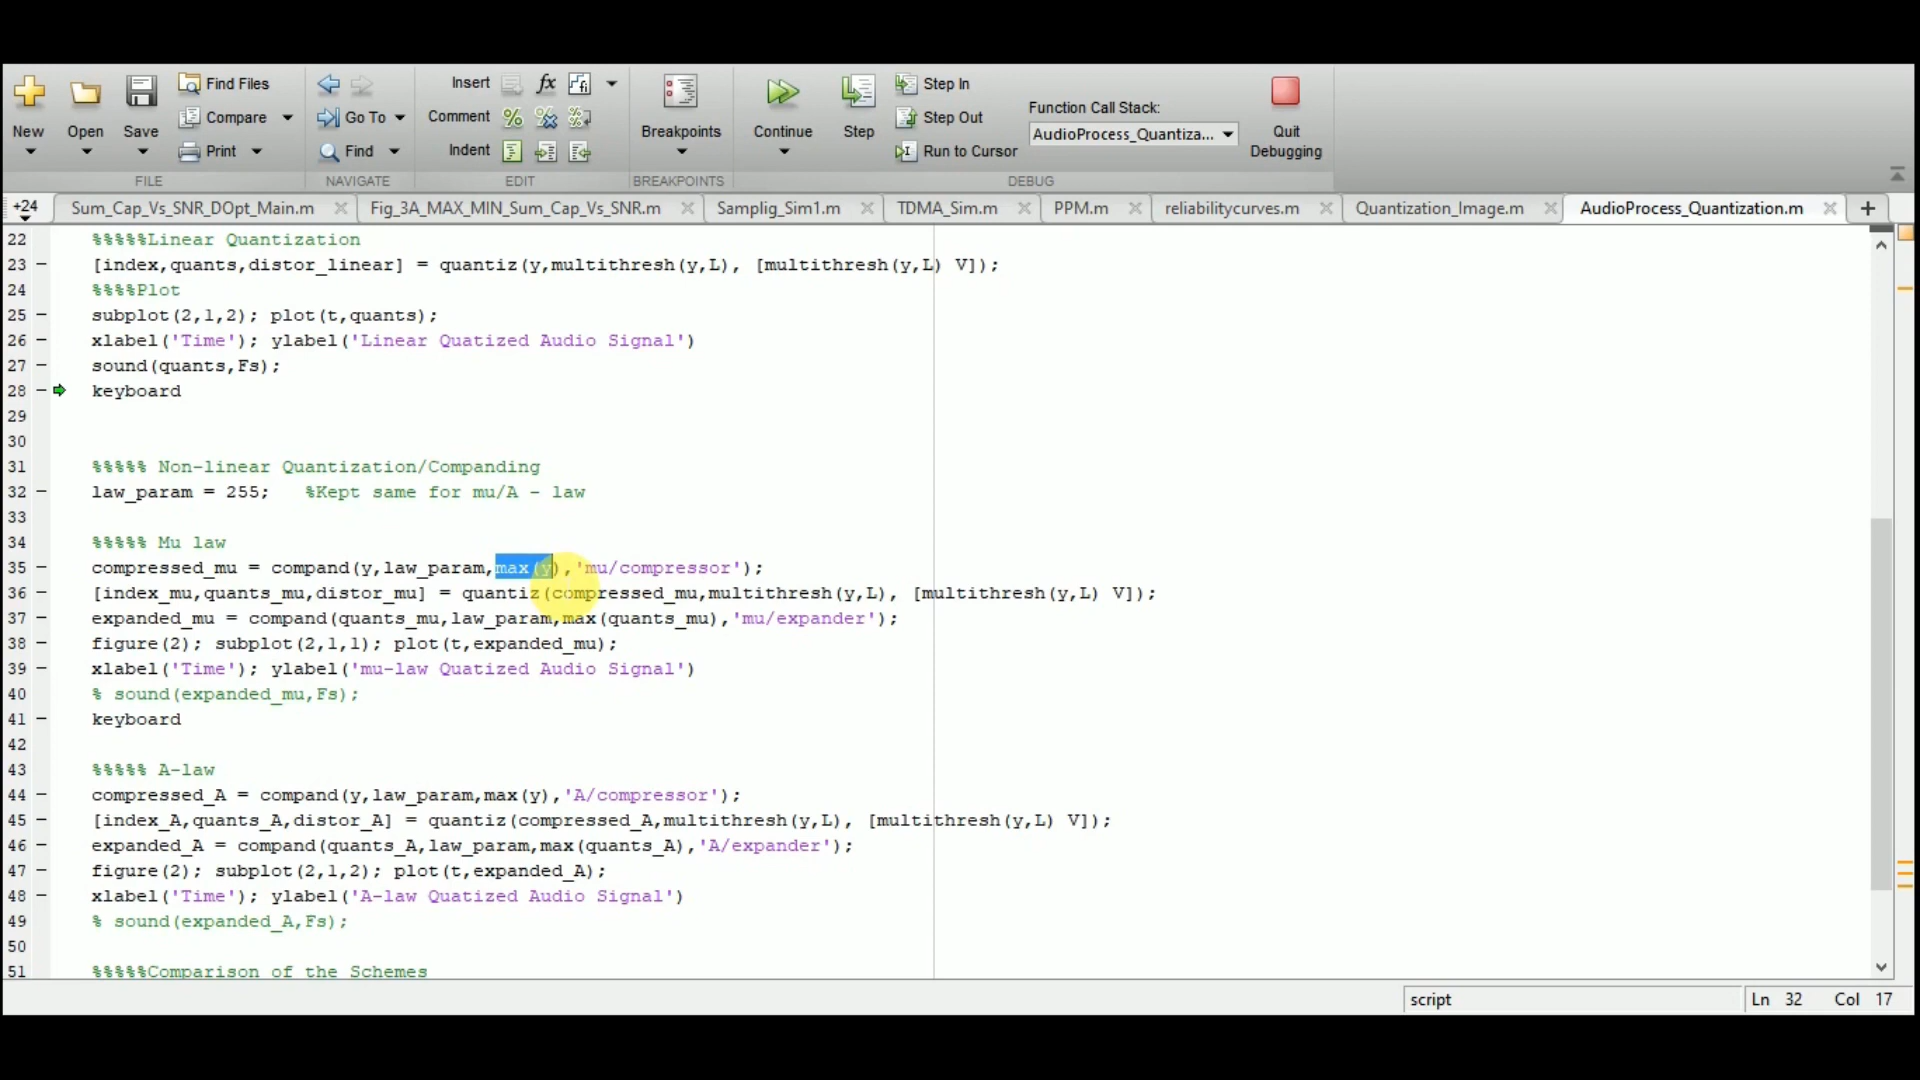 New
Open
Save
Find Files
Compare
Print
FILE
Go To
Find
NAVIGATE
Insert
fx
Comment
Indent
EDIT
Breakpoints
BREAKPOINTS
Continue
Step
Step In
Step Out
Run to Cursor
Function Call Stack:
AudioProcess_Quantiza...
DEBUG
Quit
Debugging
+24
Sum_Cap_Vs_SNR_DOpt_Main.m
Fig_3A_MAX_MIN_Sum_Cap_Vs_SNR.m
Samplig_Sim1.m
TDMA_Sim.m
PPM.m
reliabilitycurves.m
Quantization_Image.m
AudioProcess_Quantization.m
22 %%%%%Linear Quantization
23 – [index,quants,distor_linear] = quantiz(y,multithresh(y,L), [multithresh(y,L) V]);
24 %%%%Plot
25 – subplot(2,1,2); plot(t,quants);
26 – xlabel('Time'); ylabel('Linear Quatized Audio Signal')
27 – sound(quants,Fs);
28 – keyboard
29
30
31 %%%%% Non-linear Quantization/Companding
32 – law_param = 255; %Kept same for mu/A - law
33
34 %%%%% Mu law
35 – compressed_mu = compand(y,law_param,max(y),'mu/compressor');
36 – [index_mu,quants_mu,distor_mu] = quantiz(compressed_mu,multithresh(y,L), [multithresh(y,L) V]);
37 – expanded_mu = compand(quants_mu,law_param,max(quants_mu),'mu/expander');
38 – figure(2); subplot(2,1,1); plot(t,expanded_mu);
39 – xlabel('Time'); ylabel('mu-law Quatized Audio Signal')
40 % sound(expanded_mu,Fs);
41 – keyboard
42
43 %%%%% A-law
44 – compressed_A = compand(y,law_param,max(y),'A/compressor');
45 – [index_A,quants_A,distor_A] = quantiz(compressed_A,multithresh(y,L), [multithresh(y,L) V]);
46 – expanded_A = compand(quants_A,law_param,max(quants_A),'A/expander');
47 – figure(2); subplot(2,1,2); plot(t,expanded_A);
48 – xlabel('Time'); ylabel('A-law Quatized Audio Signal')
49 % sound(expanded_A,Fs);
50
51 %%%%%Comparison of the Schemes
script
Ln 32 Col 17